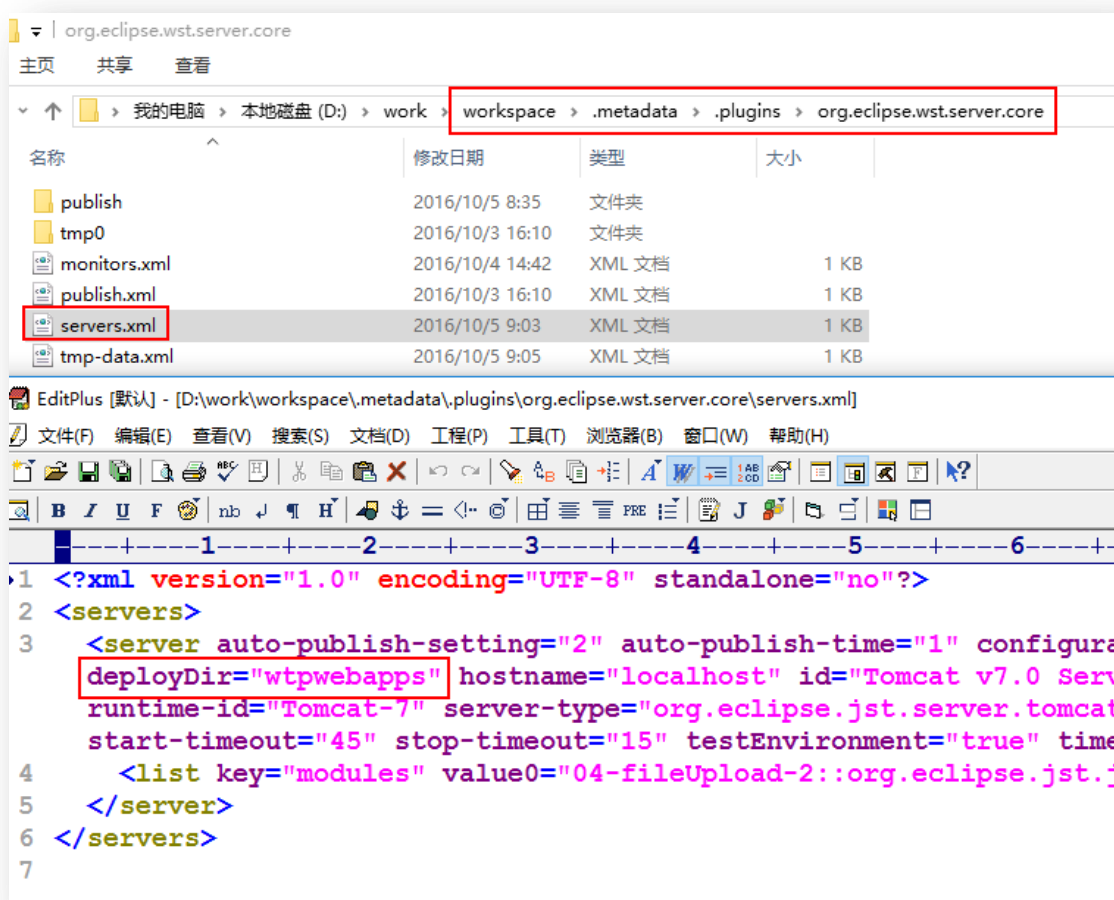 org.eclipse.wst.server.core
主页 共享 查看
我的电脑 › 本地磁盘 (D:) › work › workspace › .metadata › .plugins › org.eclipse.wst.server.core
名称 修改日期 类型 大小
publish 2016/10/5 8:35 文件夹
tmp0 2016/10/3 16:10 文件夹
monitors.xml 2016/10/4 14:42 XML 文档 1 KB
publish.xml 2016/10/3 16:10 XML 文档 1 KB
servers.xml 2016/10/5 9:03 XML 文档 1 KB
tmp-data.xml 2016/10/5 9:05 XML 文档 1 KB
EditPlus [默认] - [D:\work\workspace\.metadata\.plugins\org.eclipse.wst.server.core\servers.xml]
文件(F) 编辑(E) 查看(V) 搜索(S) 文档(D) 工程(P) 工具(T) 浏览器(B) 窗口(W) 帮助(H)
B I U F nb ¶ H PRE J
----+----1----+----2----+----3----+----4----+----5----+----6----+-
1 <?xml version="1.0" encoding="UTF-8" standalone="no"?>
2 <servers>
3 <server auto-publish-setting="2" auto-publish-time="1" configura
deployDir="wtpwebapps" hostname="localhost" id="Tomcat v7.0 Serv
runtime-id="Tomcat-7" server-type="org.eclipse.jst.server.tomcat
start-timeout="45" stop-timeout="15" testEnvironment="true" time
4 <list key="modules" value0="04-fileUpload-2::org.eclipse.jst.j
5 </server>
6 </servers>
7